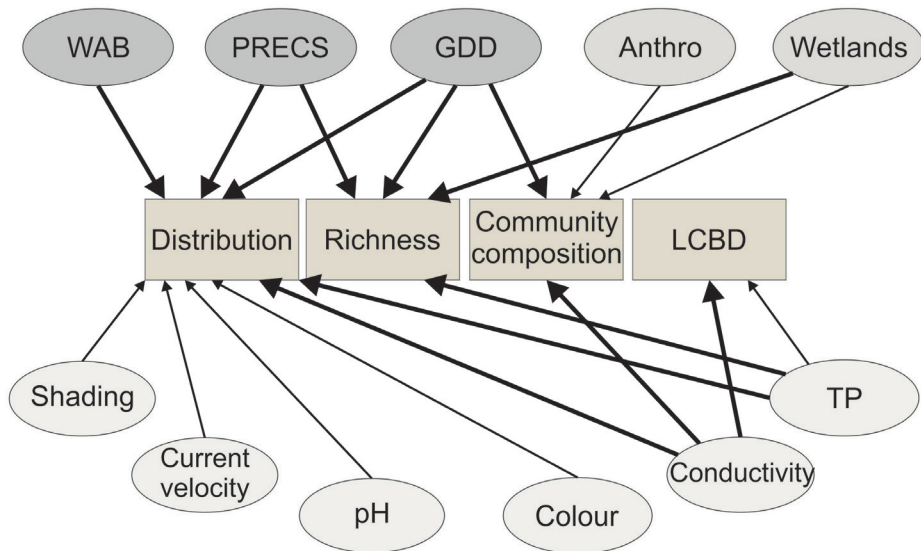 WAB
PRECS
GDD
Anthro
Wetlands
Distribution
Richness
Community
composition
LCBD
Shading
Current
velocity
pH
Colour
Conductivity
TP